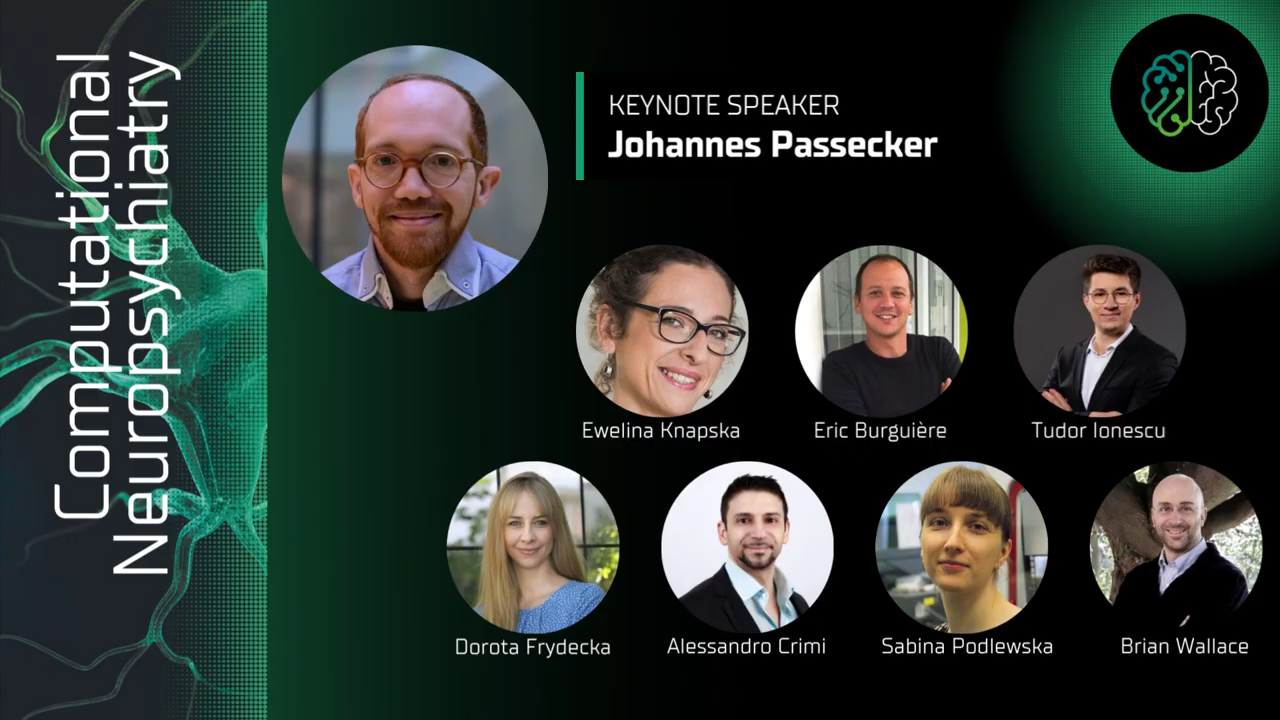 Computational
Neuropsychiatry
KEYNOTE SPEAKER
Johannes Passecker
Ewelina Knapska
Eric Burguière
Tudor Ionescu
Dorota Frydecka
Alessandro Crimi
Sabina Podlewska
Brian Wallace